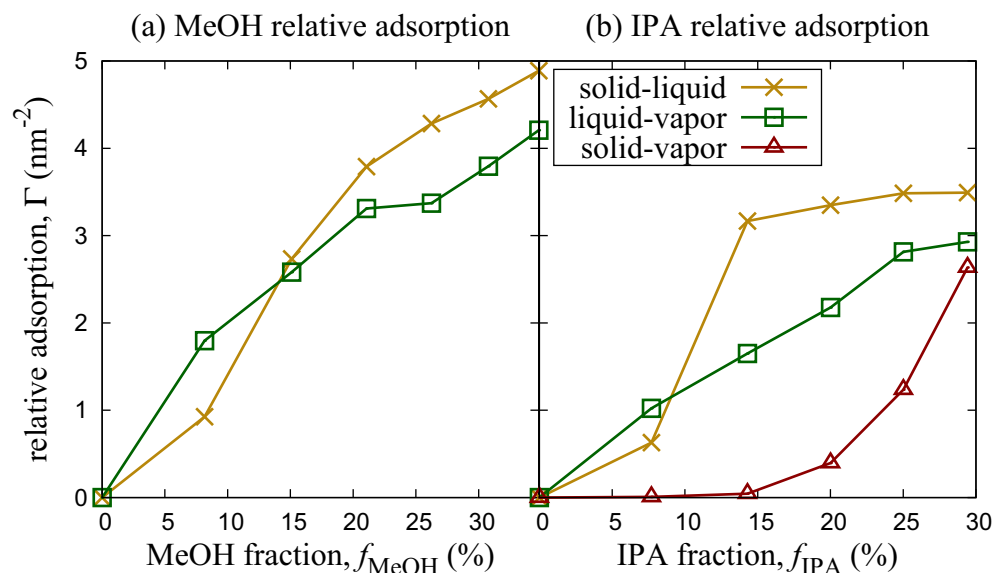 (a) MeOH relative adsorption
(b) IPA relative adsorption
relative adsorption, Γ (nm⁻²)
5
4
3
2
1
0
solid-liquid
liquid-vapor
solid-vapor
0 5 10 15 20 25 30
0 5 10 15 20 25 30
MeOH fraction, f_MeOH (%)
IPA fraction, f_IPA (%)